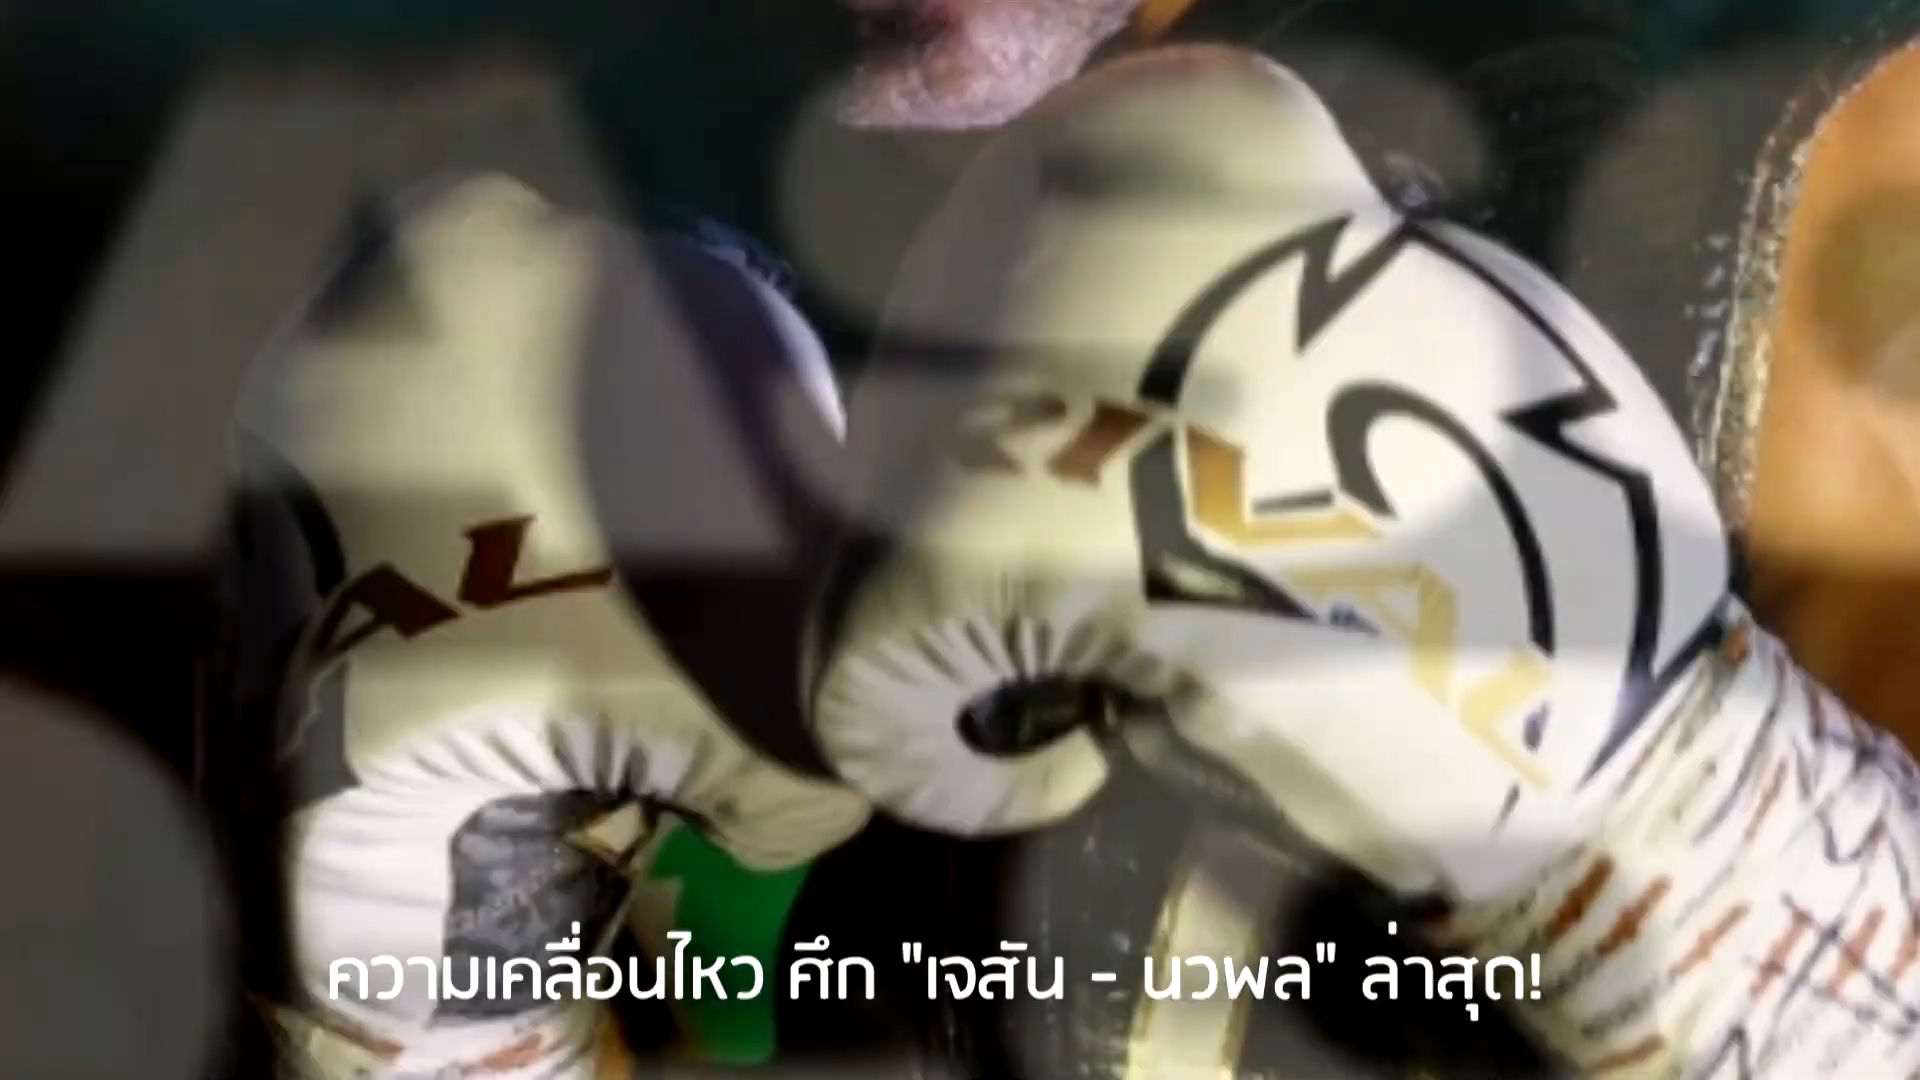 ความเคลื่อนไหว ศึก "เจสัน - นวพล" ล่าสุด!